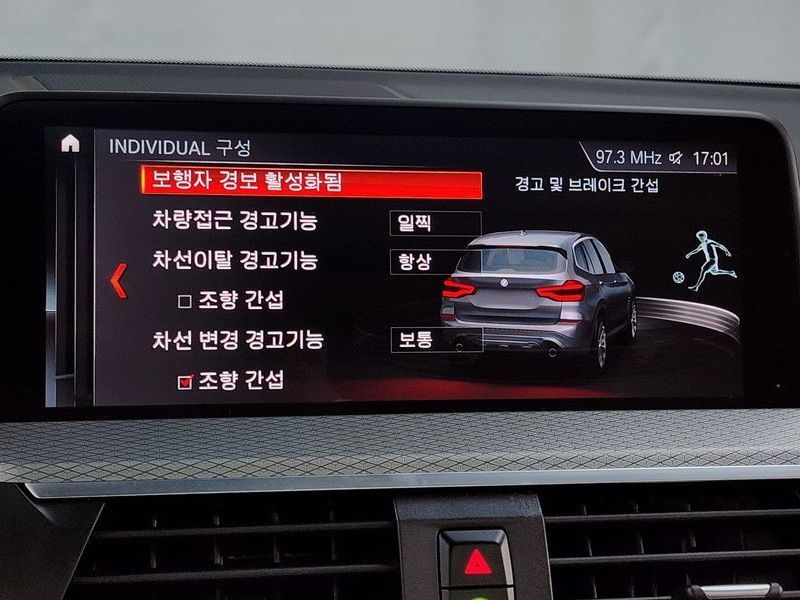 INDIVIDUAL 구성
97.3 MHz 17:01
보행자 경보 활성화됨
경고 및 브레이크 간섭
차량접근 경고기능 일찍
차선이탈 경고기능 항상
조향 간섭
차선 변경 경고기능 보통
조향 간섭